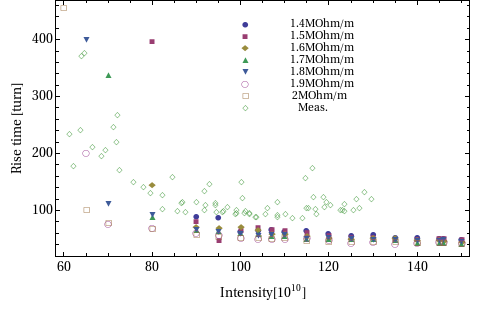 1.4MOhm/m
1.5MOhm/m
1.6MOhm/m
1.7MOhm/m
1.8MOhm/m
1.9MOhm/m
2MOhm/m
Meas.
Rise time [turn]
400
300
200
100
60
80
100
120
140
Intensity[10¹⁰]